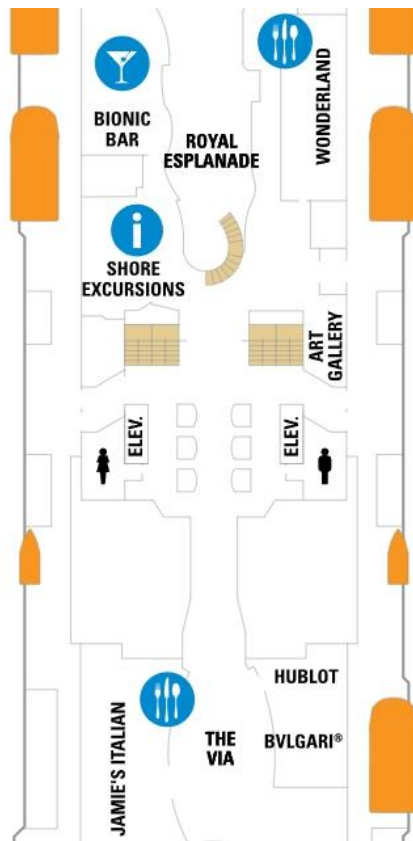 BIONIC
BAR
ROYAL
ESPLANADE
WONDERLAND
i
SHORE
EXCURSIONS
ART
GALLERY
ELEV.
ELEV.
HUBLOT
JAMIE'S ITALIAN
THE
VIA
BVLGARI®